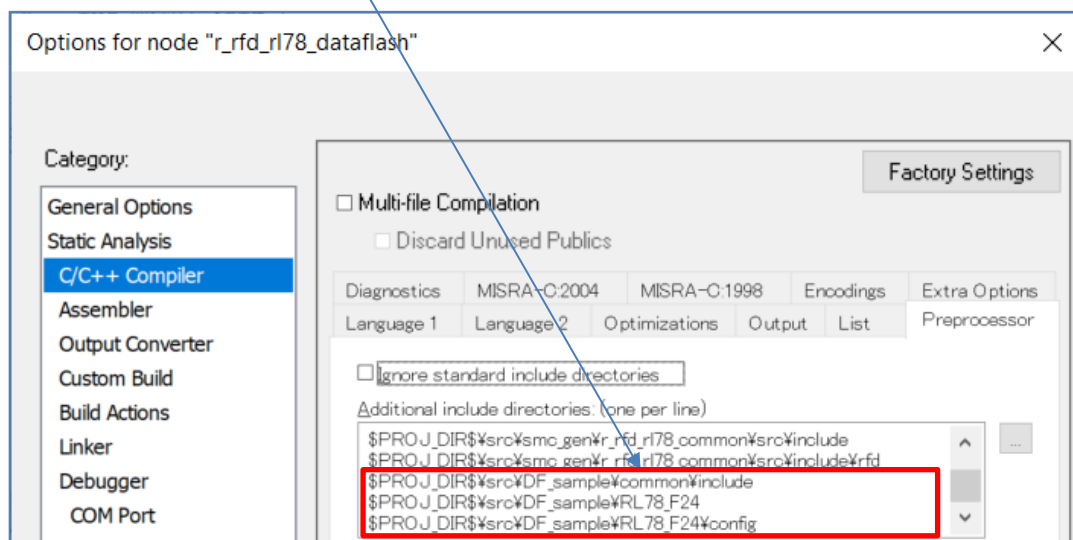 Options for node "r_rfd_rl78_dataflash"
Category:
General Options
Static Analysis
C/C++ Compiler
Assembler
Output Converter
Custom Build
Build Actions
Linker
Debugger
COM Port
Factory Settings
Multi-file Compilation
Discard Unused Publics
Diagnostics MISRA-C:2004 MISRA-C:1998 Encodings Extra Options
Language 1 Language 2 Optimizations Output List Preprocessor
Ignore standard include directories
Additional include directories: (one per line)
$PROJ_DIR$¥src¥smc_gen¥r_rfd_rl78_common¥src¥include
$PROJ_DIR$¥src¥smc_gen¥r_rfd_rl78_common¥src¥include¥rfd
$PROJ_DIR$¥src¥DF_sample¥common¥include
$PROJ_DIR$¥src¥DF_sample¥RL78_F24
$PROJ_DIR$¥src¥DF_sample¥RL78_F24¥config
...